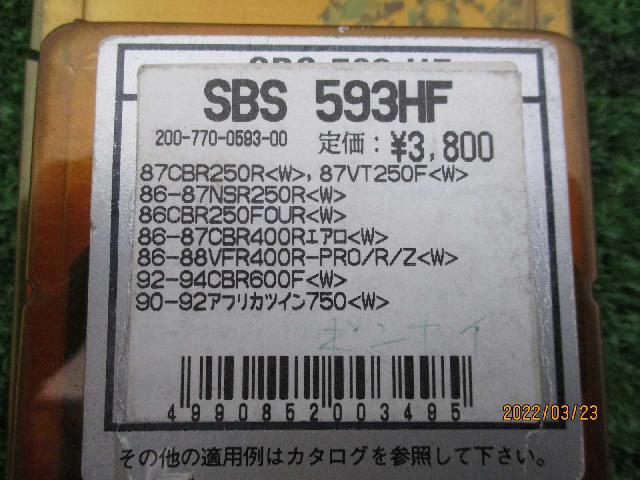 SBS 593HF
200-770-0593-00 定価：¥3,800
87CBR250R<W>，87VT250F<W>
86-87NSR250R<W>
86CBR250FOUR<W>
86-87CBR400Rエアロ<W>
86-88VFR400R-PRO/R/Z<W>
92-94CBR600F<W>
90-92アフリカツイン750<W>
4990852003495
2022/03/23
その他の適用例はカタログを参照して下さい。